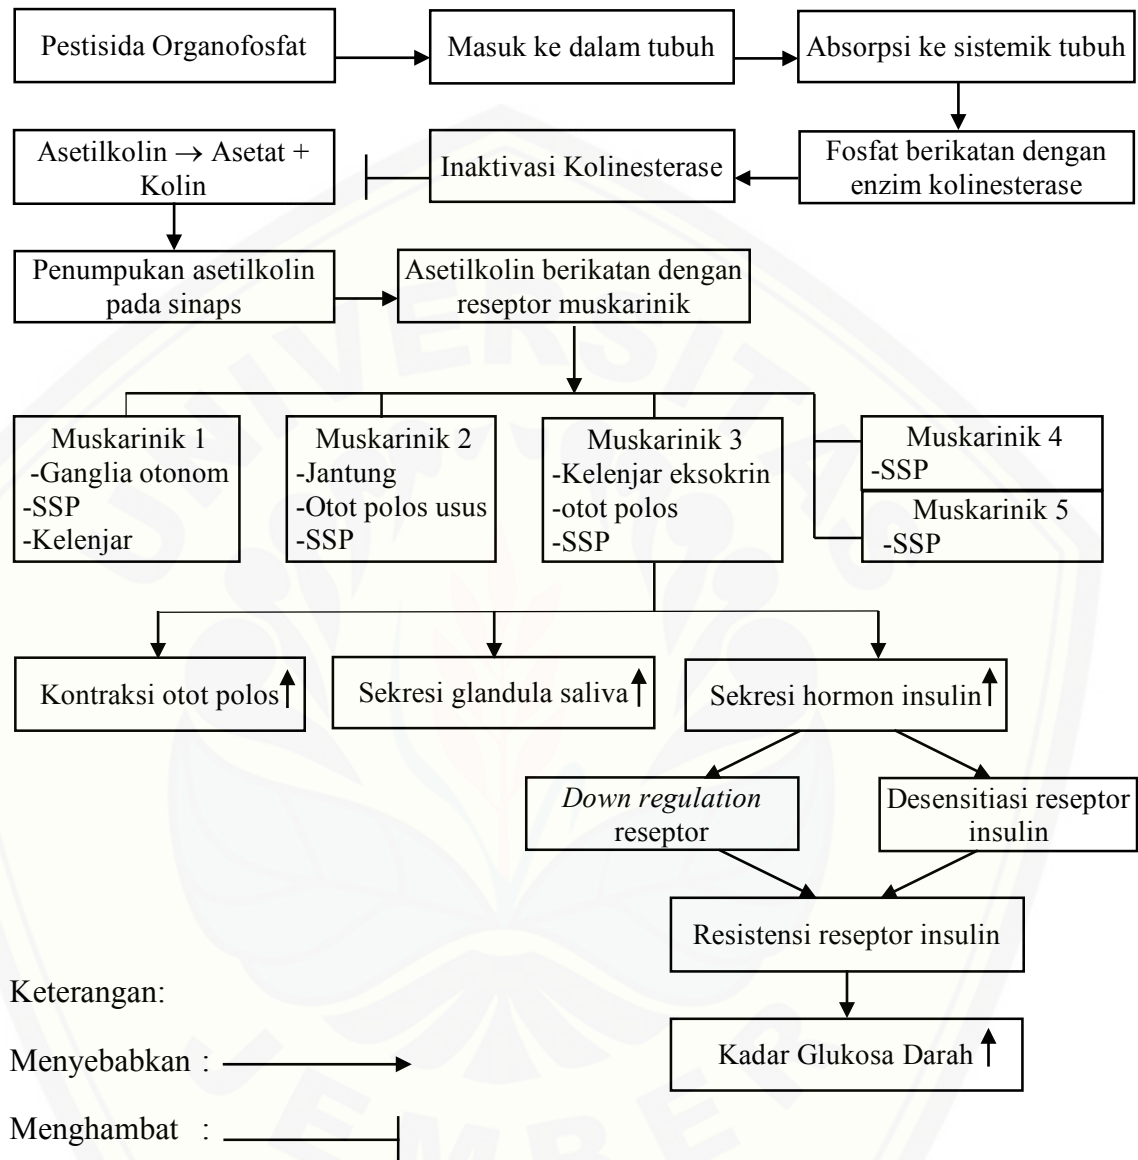 Pestisida Organofosfat
Masuk ke dalam tubuh
Absorpsi ke sistemik tubuh
Asetilkolin → Asetat +
Kolin
Inaktivasi Kolinesterase
Fosfat berikatan dengan
enzim kolinesterase
Penumpukan asetilkolin
pada sinaps
Asetilkolin berikatan dengan
reseptor muskarinik
Muskarinik 1
-Ganglia otonom
-SSP
-Kelenjar
Muskarinik 2
-Jantung
-Otot polos usus
-SSP
Muskarinik 3
-Kelenjar eksokrin
-otot polos
-SSP
Muskarinik 4
-SSP
Muskarinik 5
-SSP
Kontraksi otot polos ↑
Sekresi glandula saliva ↑
Sekresi hormon insulin ↑
Down regulation
reseptor
Desensitiasi reseptor
insulin
Resistensi reseptor insulin
Kadar Glukosa Darah ↑
Keterangan:
Menyebabkan :
Menghambat :
UNIVERSITAS
JEMBER